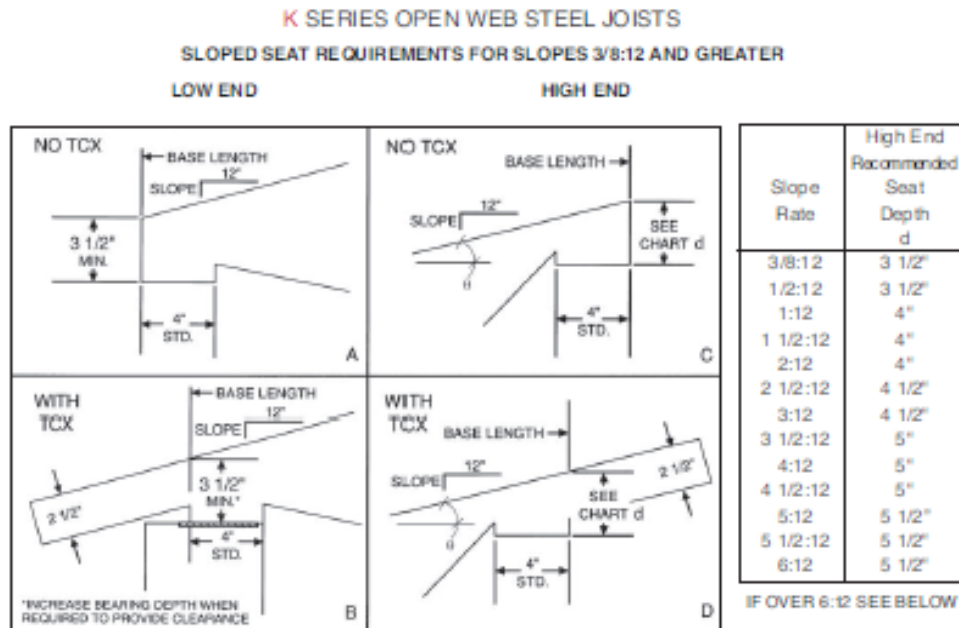 K SERIES OPEN WEB STEEL JOISTS
SLOPED SEAT REQUIREMENTS FOR SLOPES 3/8:12 AND GREATER
LOW END
HIGH END
NO TCX
BASE LENGTH
12"
SLOPE
3 1/2"
MIN.
4"
STD.
A
NO TCX
BASE LENGTH
12"
SLOPE
SEE
CHART d
θ
4"
STD.
C
WITH
TCX
BASE LENGTH
12"
SLOPE
3 1/2"
MIN.*
2 1/2"
4"
STD.
*INCREASE BEARING DEPTH WHEN
REQUIRED TO PROVIDE CLEARANCE
B
WITH
TCX
BASE LENGTH
12"
SLOPE
2 1/2"
SEE
CHART d
θ
4"
STD.
D
High End
Recommended
Slope Seat
Rate Depth
d
3/8:12 3 1/2"
1/2:12 3 1/2"
1:12 4"
1 1/2:12 4"
2:12 4"
2 1/2:12 4 1/2"
3:12 4 1/2"
3 1/2:12 5"
4:12 5"
4 1/2:12 5"
5:12 5 1/2"
5 1/2:12 5 1/2"
6:12 5 1/2"
IF OVER 6:12 SEE BELOW